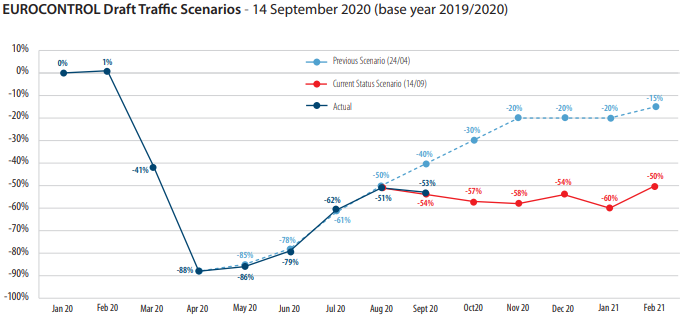 EUROCONTROL Draft Traffic Scenarios - 14 September 2020 (base year 2019/2020)
10%
0%
-10%
-20%
-30%
-40%
-50%
-60%
-70%
-80%
-90%
-100%
Previous Scenario (24/04)
Current Status Scenario (14/09)
Actual
0%
1%
-41%
-88%
-85%
-86%
-78%
-79%
-62%
-61%
-50%
-51%
-40%
-53%
-54%
-30%
-57%
-20%
-58%
-20%
-54%
-20%
-60%
-15%
-50%
Jan 20
Feb 20
Mar 20
Apr 20
May 20
Jun 20
Jul 20
Aug 20
Sept 20
Oct20
Nov 20
Dec 20
Jan 21
Feb 21